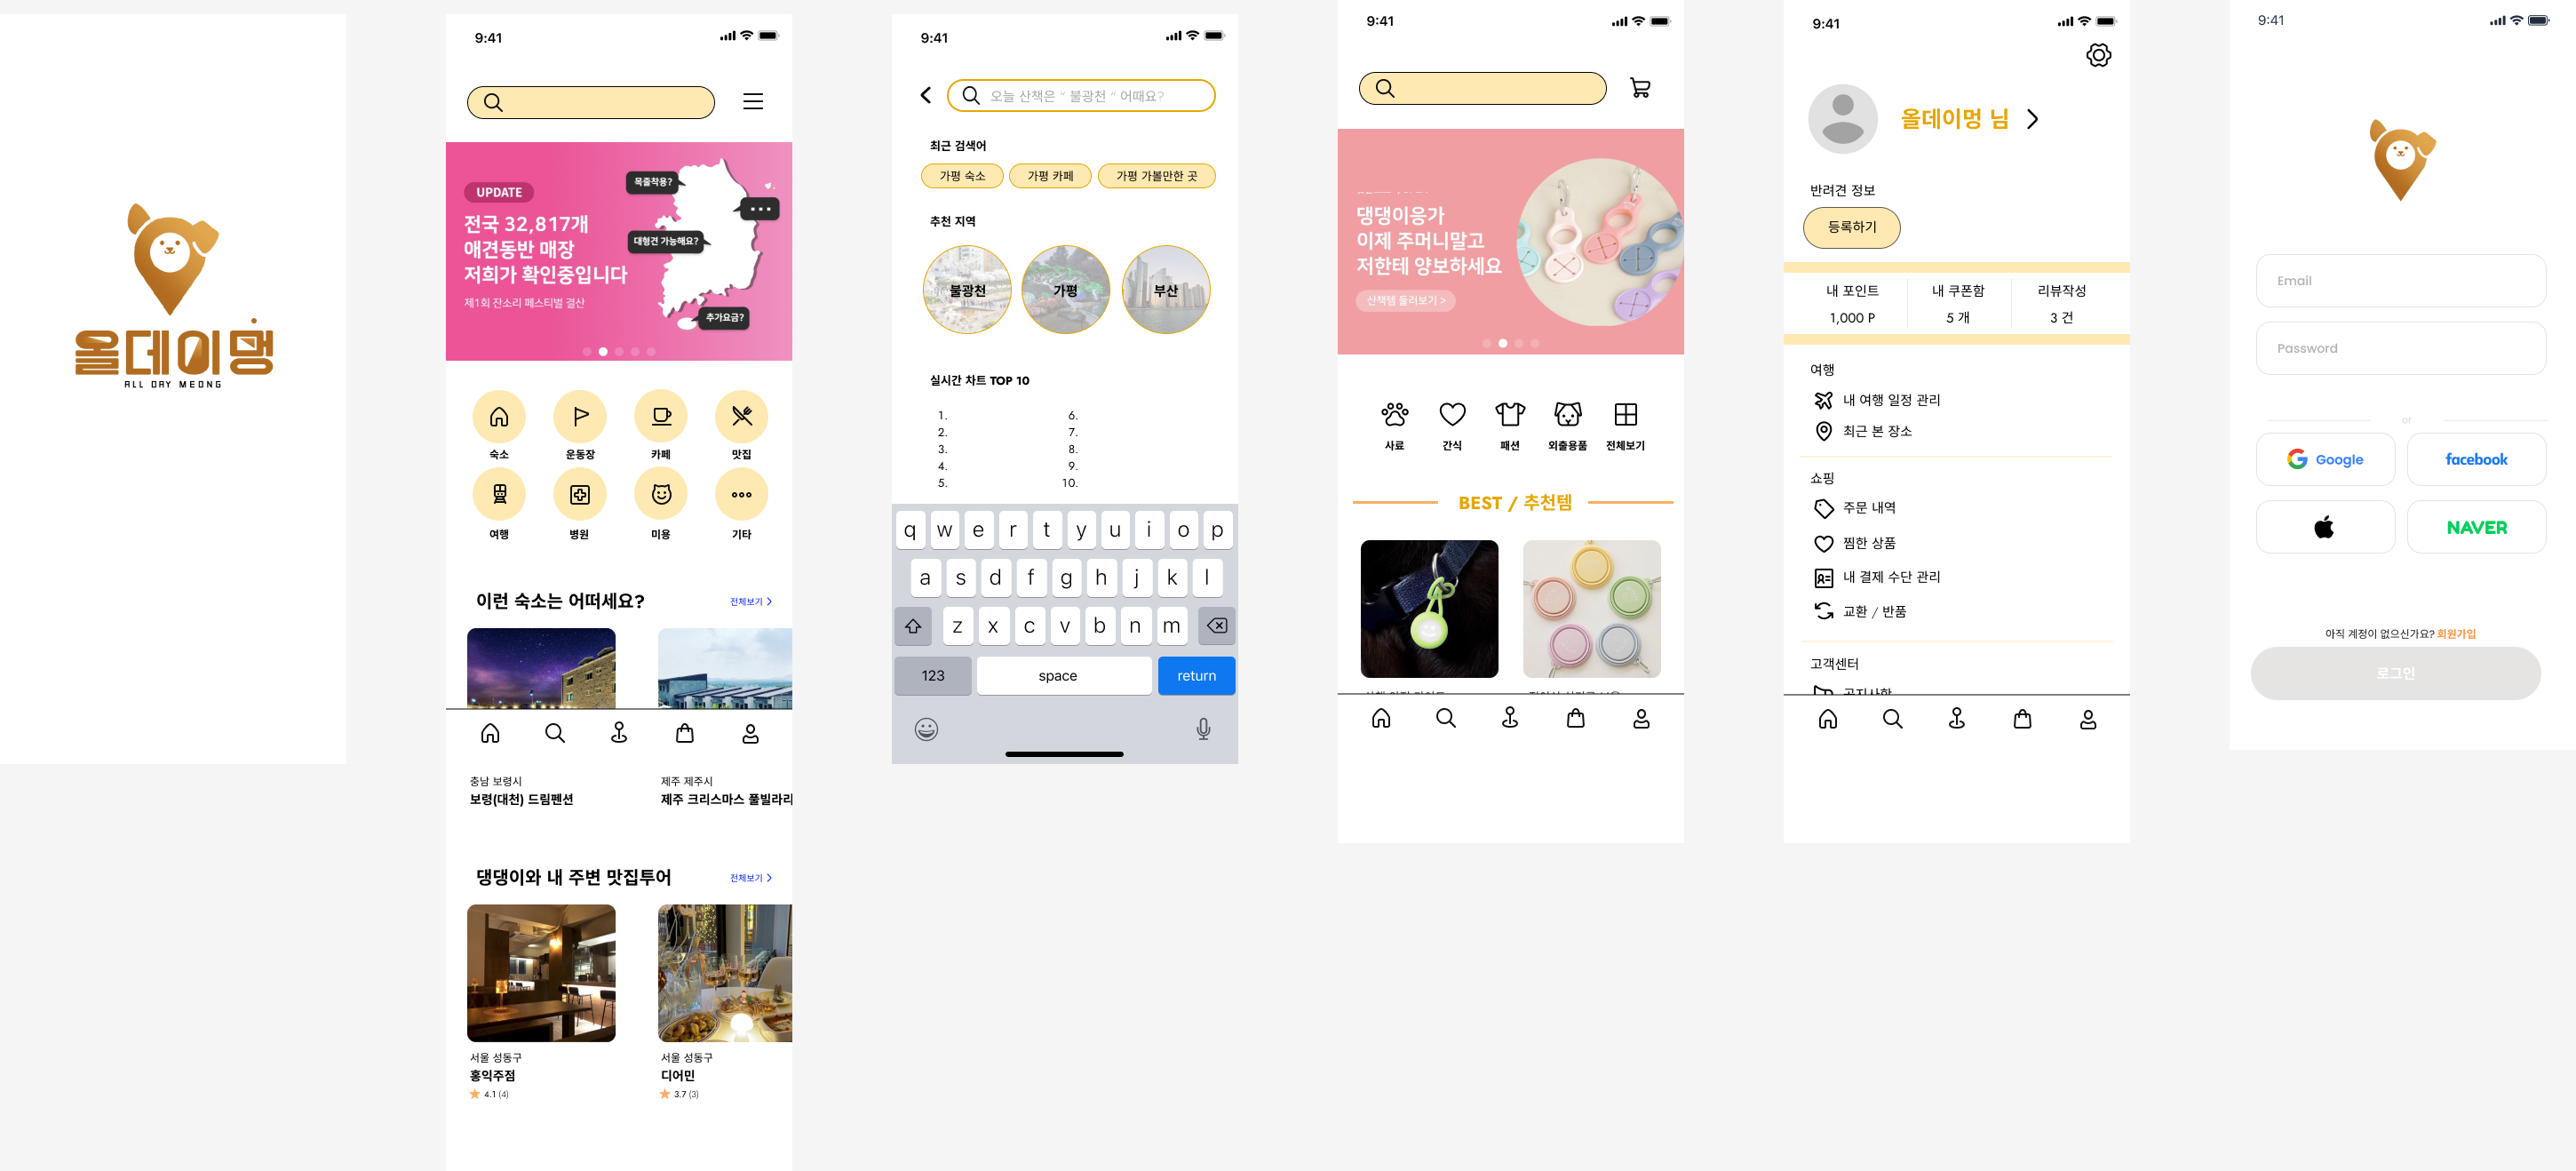 올데이멍
ALL DAY MEONG
9:41
UPDATE
전국 32,817개
애견동반 매장
저희가 확인중입니다
제1회 잔소리 페스티벌 결산
목줄착용?
...
대형견 가능해요?
추가요금?
숙소
운동장
카페
맛집
여행
병원
미용
기타
이런 숙소는 어떠세요?
전체보기 >
충남 보령시
보령(대천) 드림펜션
제주 제주시
제주 크리스마스 풀빌라리
댕댕이와 내 주변 맛집투어
전체보기 >
서울 성동구
홍익주점
4.1 (4)
서울 성동구
디어민
3.7 (3)
9:41
오늘 산책은 “ 불광천 “ 어때요?
최근 검색어
가평 숙소
가평 카페
가평 가볼만한 곳
추천 지역
불광천
가평
부산
실시간 차트 TOP 10
1.
2.
3.
4.
5.
6.
7.
8.
9.
10.
q w e r t y u i o p
a s d f g h j k l
z x c v b n m
123
space
return
9:41
댕댕이응가
이제 주머니말고
저한테 양보하세요
산책템 둘러보기 >
사료
간식
패션
외출용품
전체보기
BEST / 추천템
9:41
올데이멍 님
반려견 정보
등록하기
내 포인트
1,000 P
내 쿠폰함
5 개
리뷰작성
3 건
여행
내 여행 일정 관리
최근 본 장소
쇼핑
주문 내역
찜한 상품
내 결제 수단 관리
교환 / 반품
고객센터
공지사항
9:41
Email
Password
or
Google
facebook
NAVER
아직 계정이 없으신가요? 회원가입
로그인